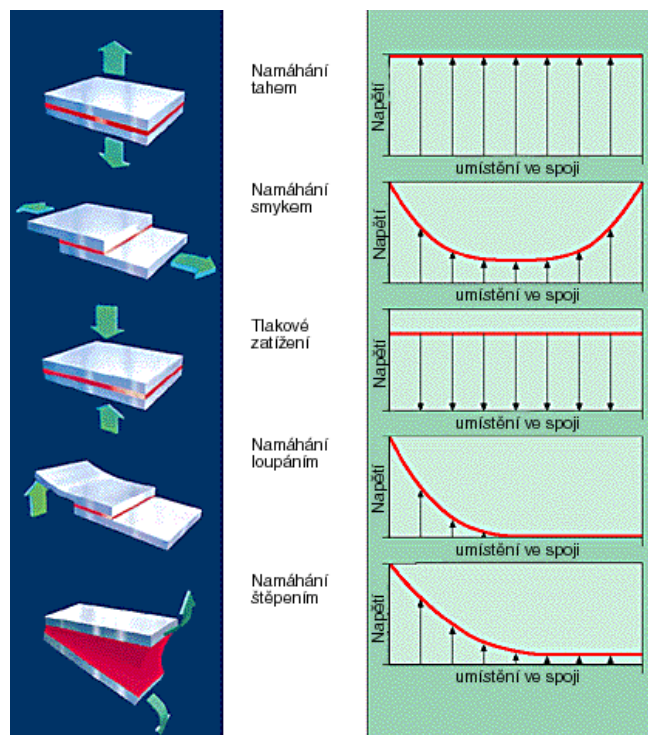 Namáhání
tahem
Napětí
umístění ve spoji
Namáhání
smykem
Napětí
umístění ve spoji
Tlakové
zatížení
Napětí
umístění ve spoji
Namáhání
loupáním
Napětí
umístění ve spoji
Namáhání
štěpením
Napětí
umístění ve spoji